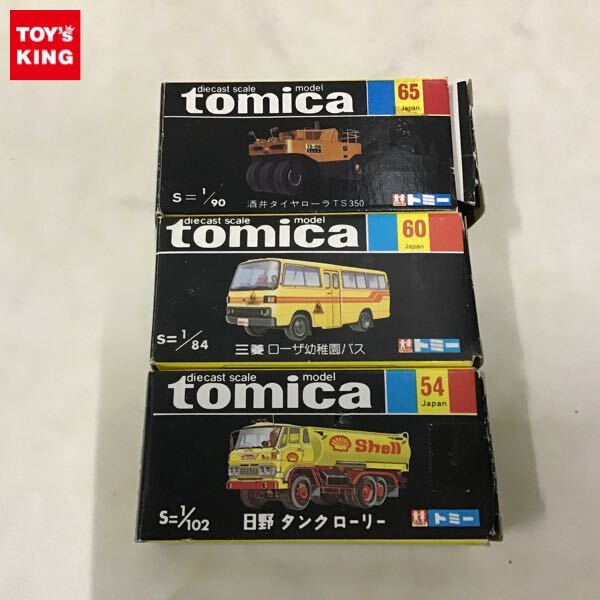 TOY's
KING
diecast scale model
tomica
65
Japan
TS350
S=1/90
酒井タイヤローラTS350
トミー
diecast scale model
tomica
60
Japan
S=1/84
三菱 ローザ幼稚園バス
トミー
diecast scale model
tomica
54
Japan
Shell
S=1/102
日野 タンクローリー
トミー